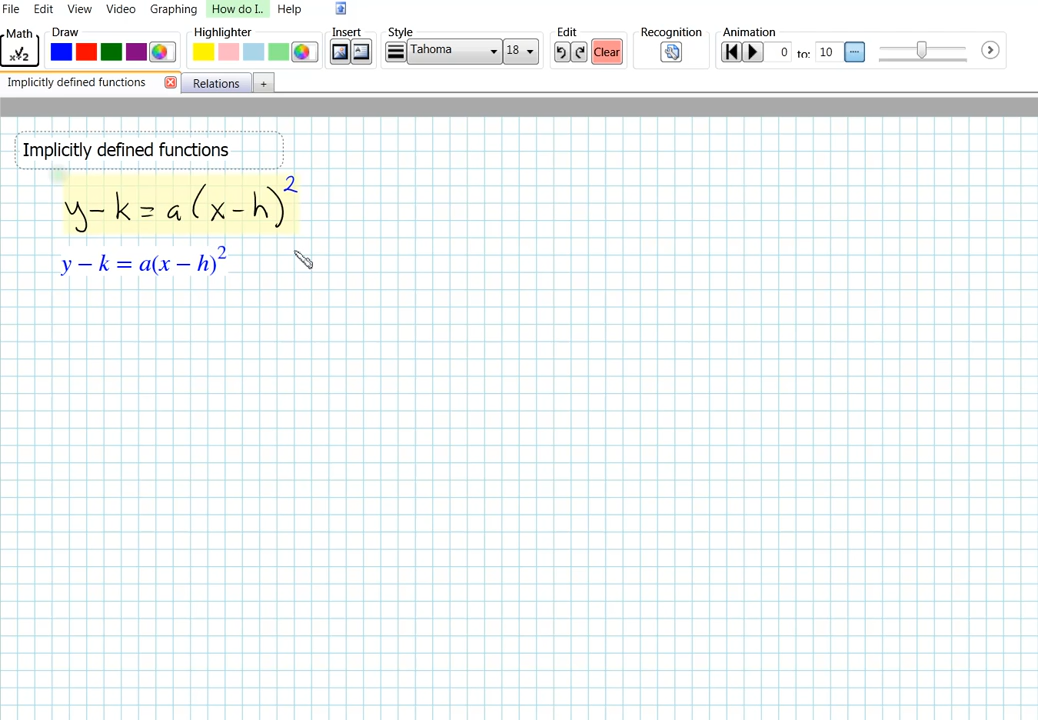 File Edit View Video Graphing How do I.. Help
Math Draw Highlighter Insert Style Edit Recognition Animation
√x/2 Tahoma 18 Clear 0 to: 10
Implicitly defined functions Relations +
Implicitly defined functions
y - k = a (x - h)²
y − k = a(x − h)²